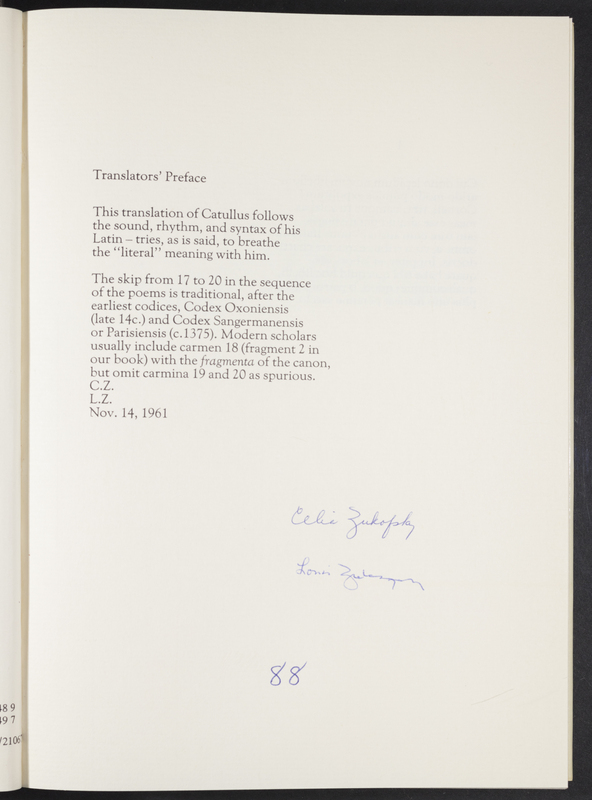 Translators' Preface
This translation of Catullus follows
the sound, rhythm, and syntax of his
Latin – tries, as is said, to breathe
the "literal" meaning with him.
The skip from 17 to 20 in the sequence
of the poems is traditional, after the
earliest codices, Codex Oxoniensis
(late 14c.) and Codex Sangermanensis
or Parisiensis (c.1375). Modern scholars
usually include carmen 18 (fragment 2 in
our book) with the fragmenta of the canon,
but omit carmina 19 and 20 as spurious.
C.Z.
L.Z.
Nov. 14, 1961
Celia Zukofsky
Louis Zukofsky
88
489
497